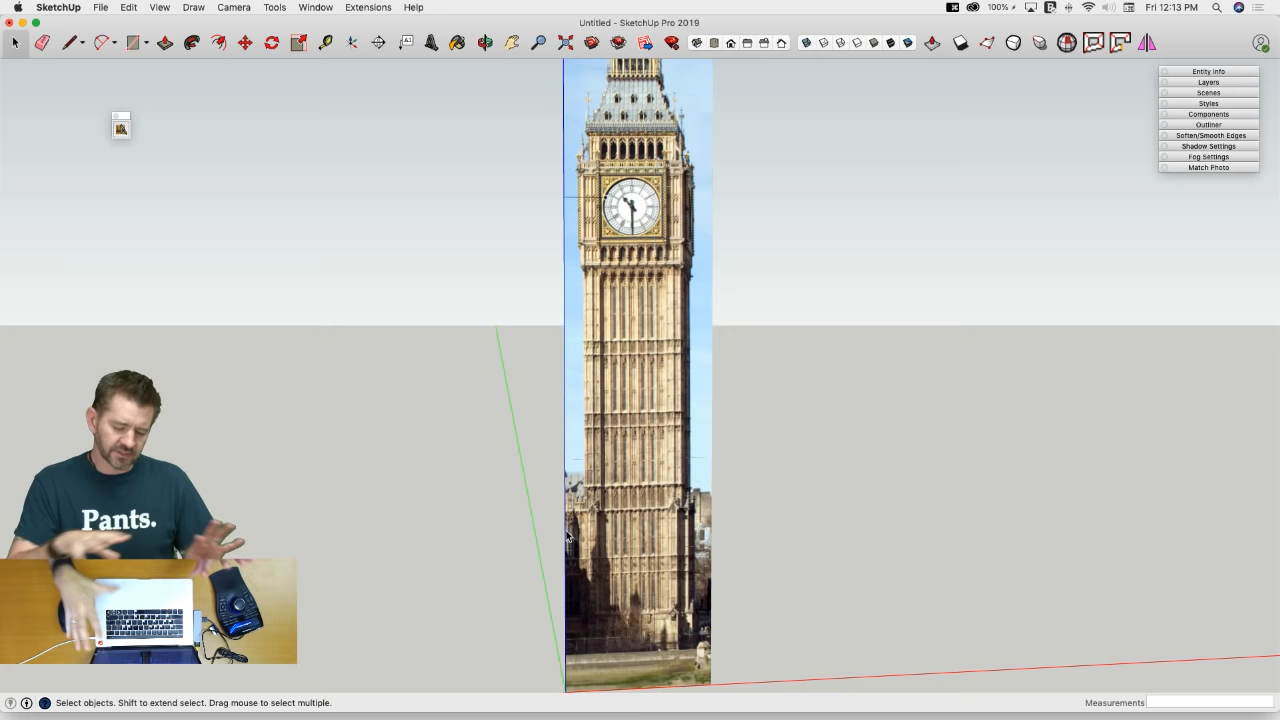 SketchUp File Edit View Draw Camera Tools Window Extensions Help 100% Fri 12:13 PM
Untitled - SketchUp Pro 2019
Entity Info
Layers
Scenes
Styles
Components
Outliner
Soften/Smooth Edges
Shadow Settings
Fog Settings
Match Photo
Pants.
Select objects. Shift to extend select. Drag mouse to select multiple. Measurements